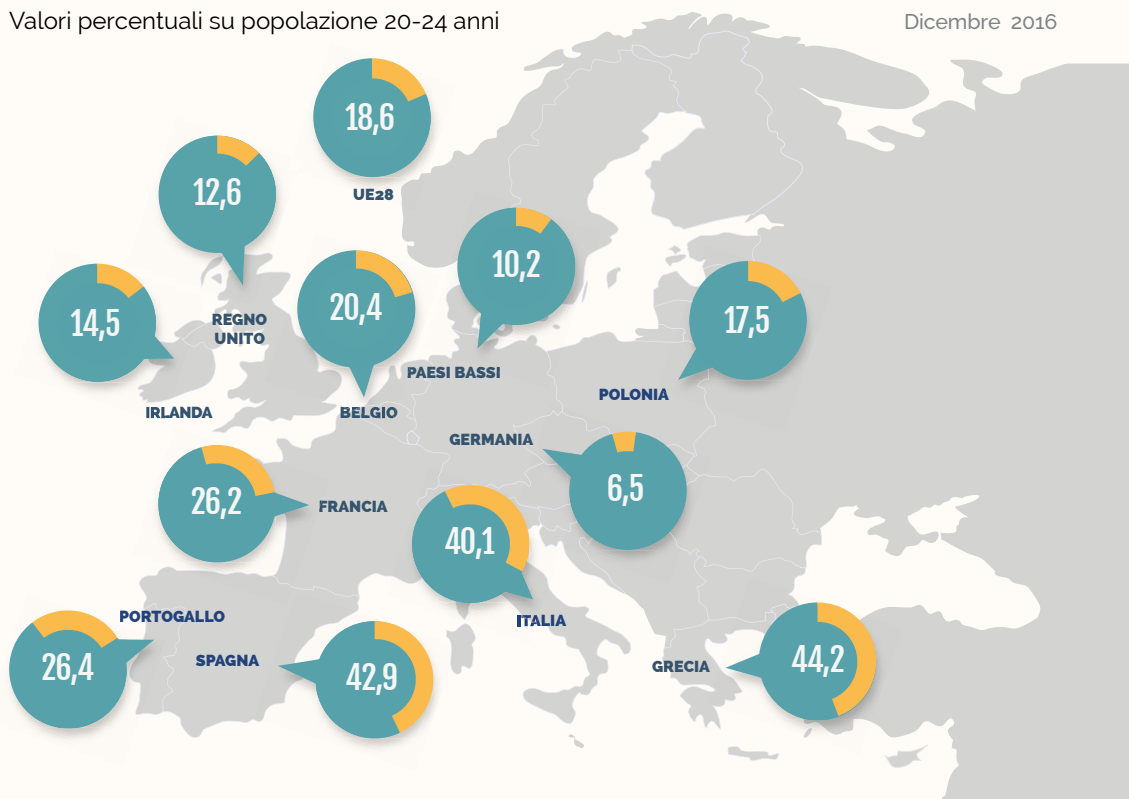 Valori percentuali su popolazione 20-24 anni
Dicembre 2016
18,6
UE28
12,6
REGNO
UNITO
10,2
PAESI BASSI
14,5
IRLANDA
20,4
BELGIO
17,5
POLONIA
GERMANIA
6,5
26,2
FRANCIA
40,1
ITALIA
PORTOGALLO
26,4
SPAGNA
42,9
GRECIA
44,2